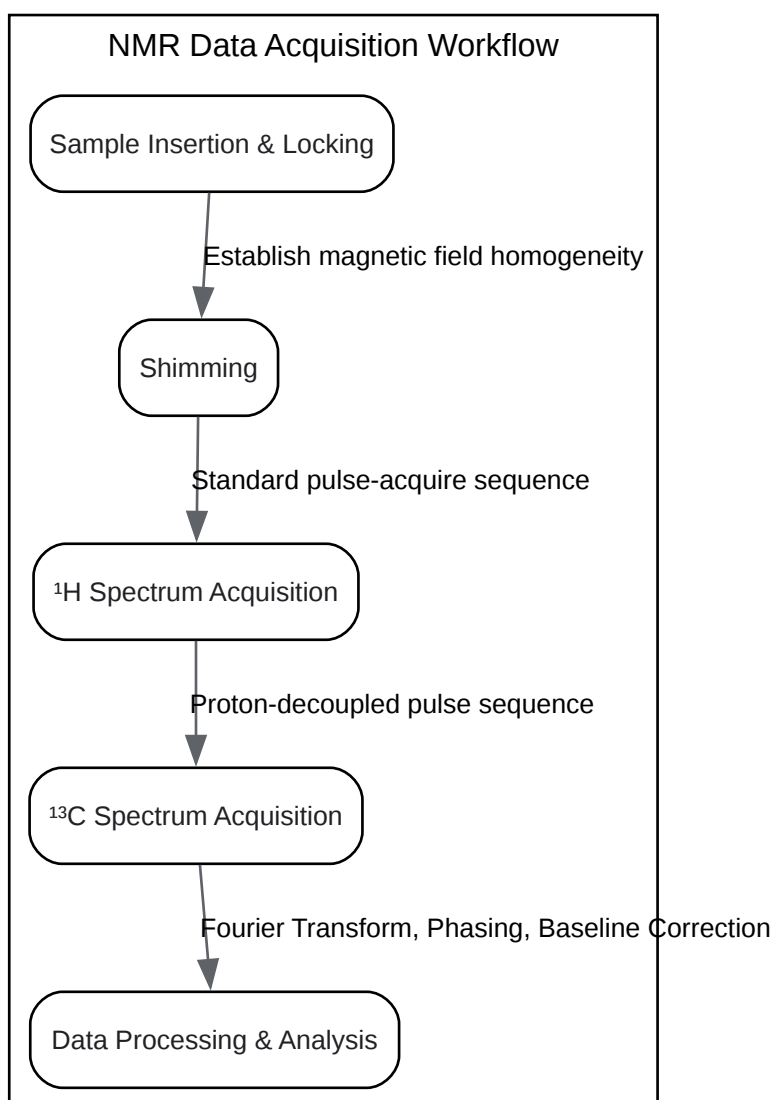 NMR Data Acquisition Workflow
Sample Insertion & Locking
Establish magnetic field homogeneity
Shimming
Standard pulse-acquire sequence
¹H Spectrum Acquisition
Proton-decoupled pulse sequence
¹³C Spectrum Acquisition
Fourier Transform, Phasing, Baseline Correction
Data Processing & Analysis